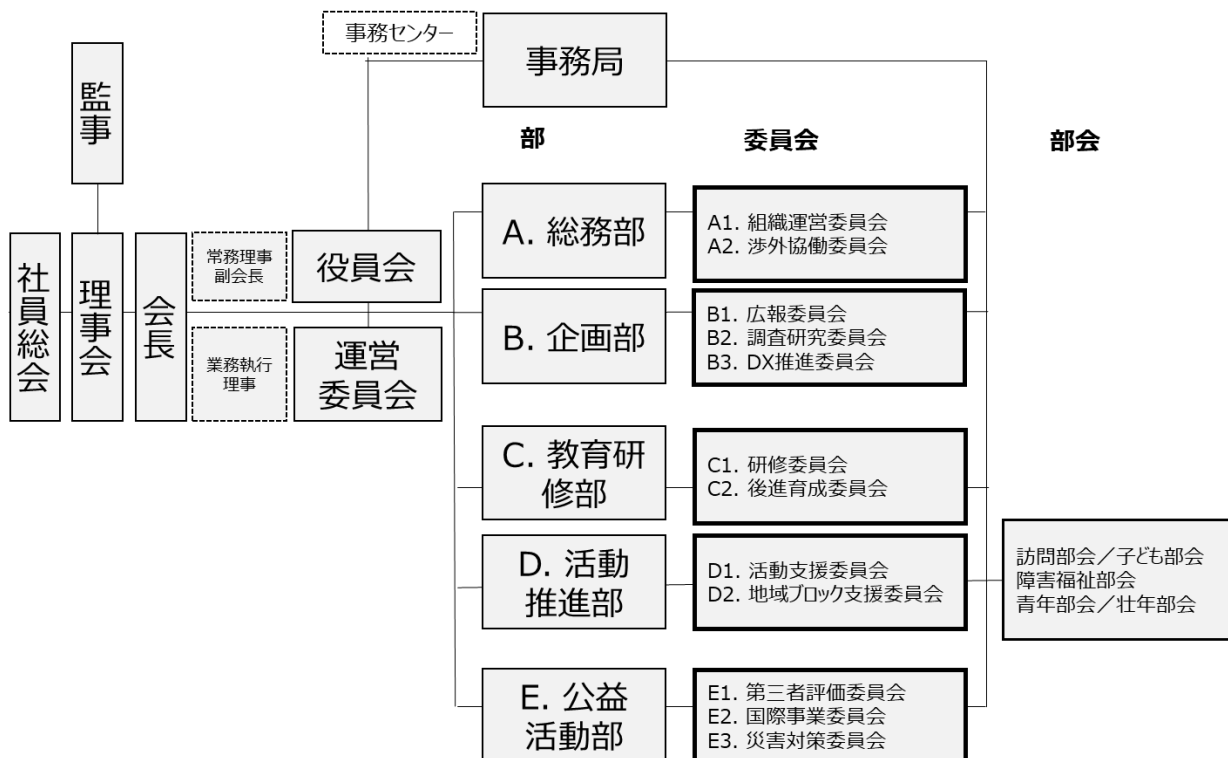 事務センター
事務局
監事
部
委員会
部会
社員総会
理事会
会長
常務理事
副会長
役員会
業務執行
理事
運営
委員会
A. 総務部
A1. 組織運営委員会
A2. 渉外協働委員会
B. 企画部
B1. 広報委員会
B2. 調査研究委員会
B3. DX推進委員会
C. 教育研
修部
C1. 研修委員会
C2. 後進育成委員会
D. 活動
推進部
D1. 活動支援委員会
D2. 地域ブロック支援委員会
訪問部会／子ども部会
障害福祉部会
青年部会／壮年部会
E. 公益
活動部
E1. 第三者評価委員会
E2. 国際事業委員会
E3. 災害対策委員会